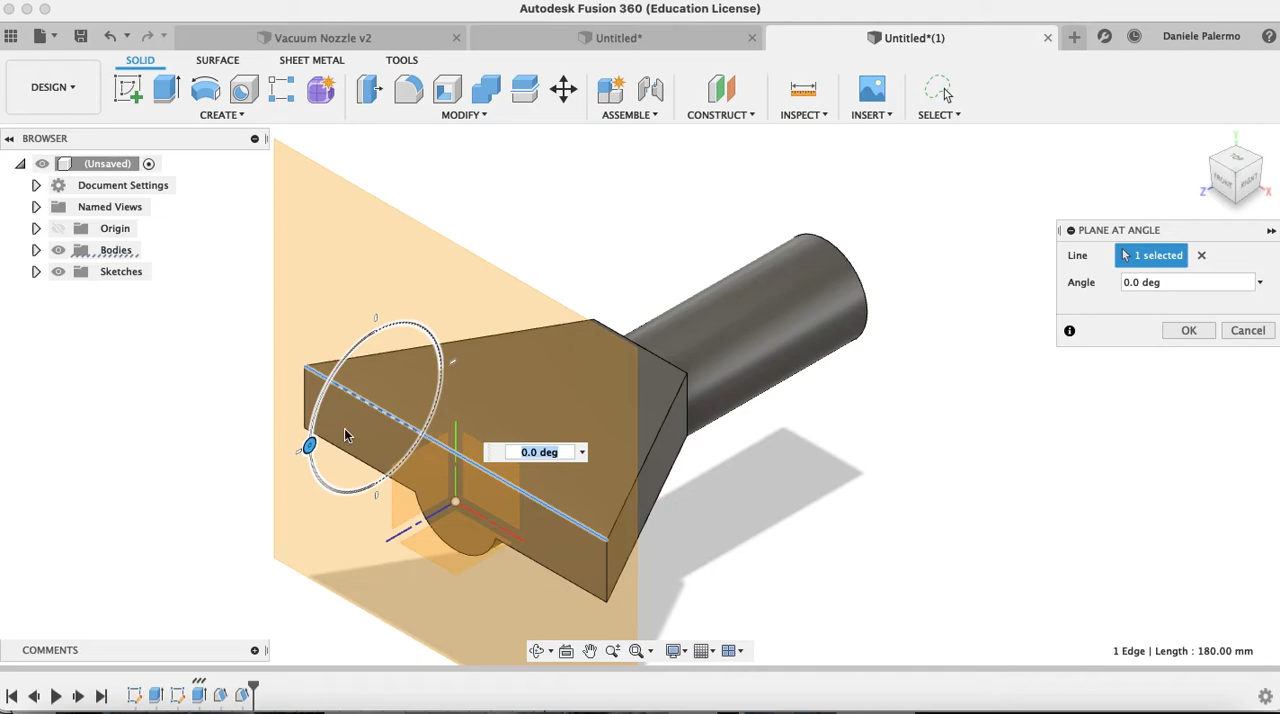 Autodesk Fusion 360 (Education License)
Vacuum Nozzle v2
Untitled*
Untitled*(1)
Daniele Palermo
DESIGN
SOLID
SURFACE
SHEET METAL
TOOLS
CREATE
MODIFY
ASSEMBLE
CONSTRUCT
INSPECT
INSERT
SELECT
BROWSER
(Unsaved)
Document Settings
Named Views
Origin
Bodies
Sketches
TOP
FRONT
RIGHT
Y
Z
X
PLANE AT ANGLE
Line 1 selected
Angle 0.0 deg
OK Cancel
0.0 deg
COMMENTS
1 Edge | Length : 180.00 mm